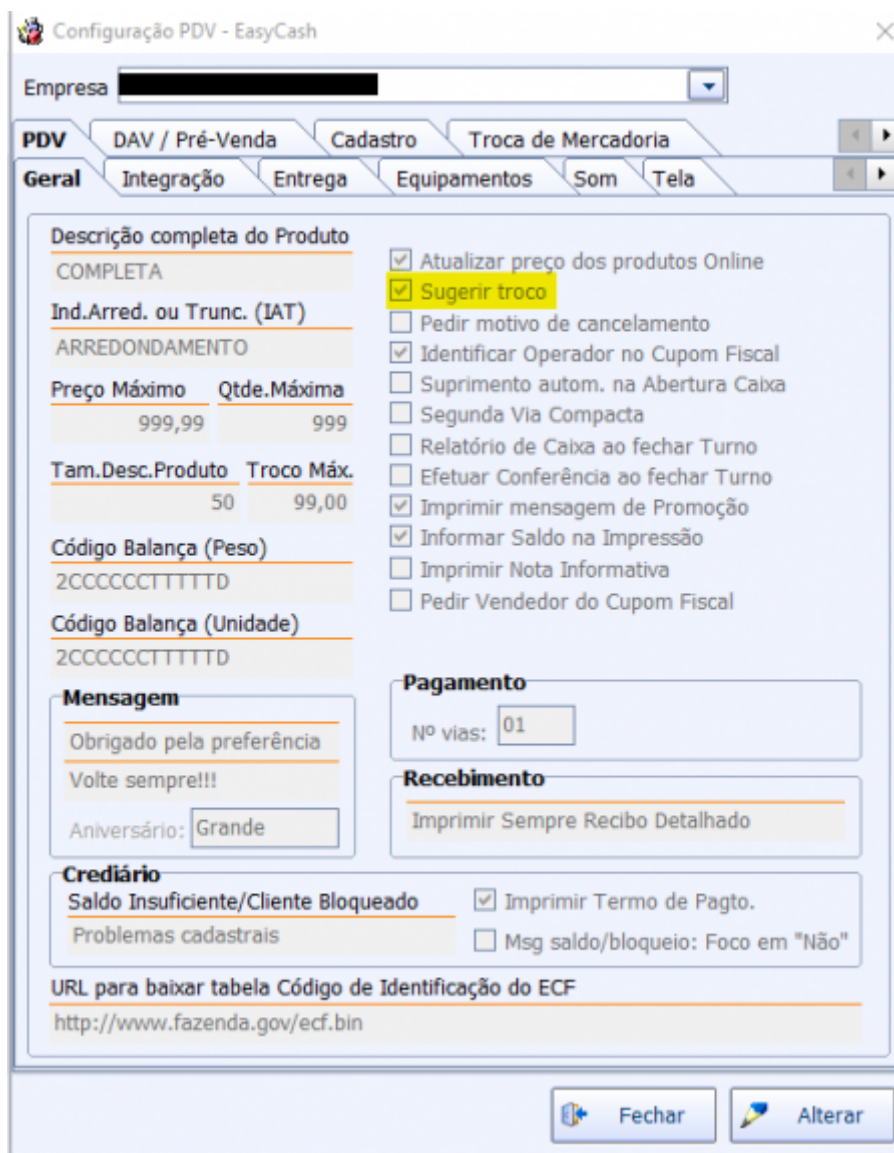 Configuração PDV - EasyCash
Empresa
PDV DAV / Pré-Venda Cadastro Troca de Mercadoria
Geral Integração Entrega Equipamentos Som Tela
Descrição completa do Produto
COMPLETA
Ind.Arred. ou Trunc. (IAT)
ARREDONDAMENTO
Preço Máximo Qtde.Máxima
999,99 999
Tam.Desc.Produto Troco Máx.
50 99,00
Código Balança (Peso)
2CCCCCCTTTTTD
Código Balança (Unidade)
2CCCCCCTTTTTD
Atualizar preço dos produtos Online
Sugerir troco
Pedir motivo de cancelamento
Identificar Operador no Cupom Fiscal
Suprimento autom. na Abertura Caixa
Segunda Via Compacta
Relatório de Caixa ao fechar Turno
Efetuar Conferência ao fechar Turno
Imprimir mensagem de Promoção
Informar Saldo na Impressão
Imprimir Nota Informativa
Pedir Vendedor do Cupom Fiscal
Mensagem
Obrigado pela preferência
Volte sempre!!!
Aniversário: Grande
Pagamento
Nº vias: 01
Recebimento
Imprimir Sempre Recibo Detalhado
Crediário
Saldo Insuficiente/Cliente Bloqueado
Problemas cadastrais
Imprimir Termo de Pagto.
Msg saldo/bloqueio: Foco em "Não"
URL para baixar tabela Código de Identificação do ECF
http://www.fazenda.gov/ecf.bin
Fechar Alterar